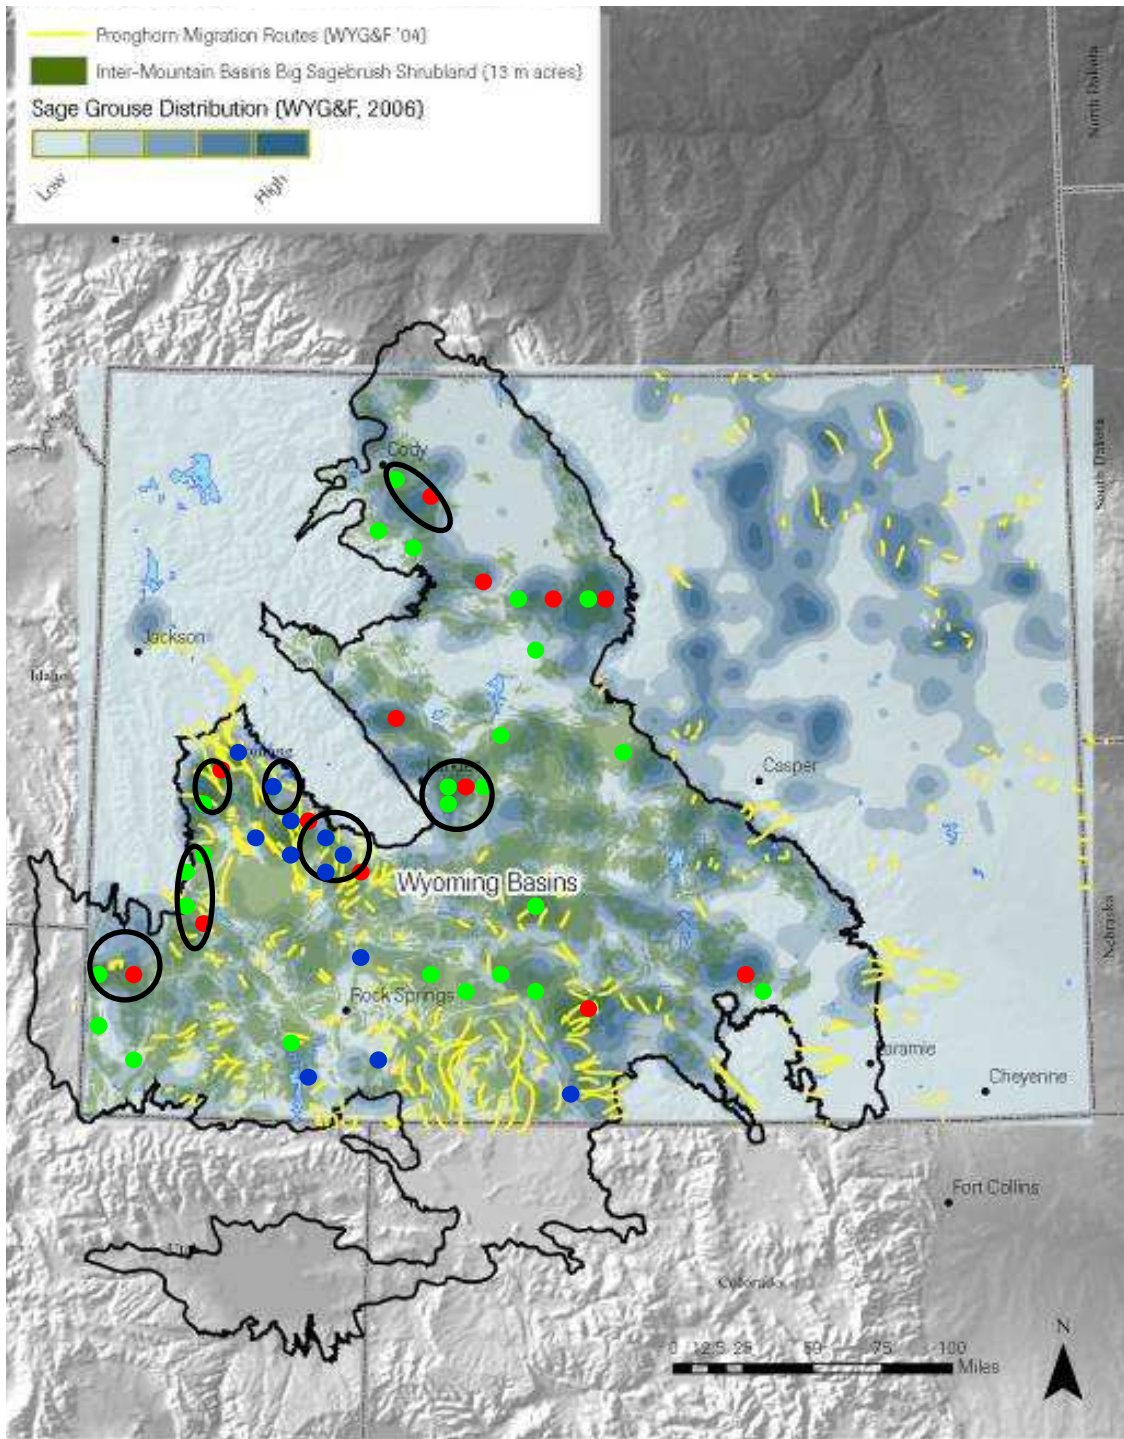 Pronghorn Migration Routes (WYG&F '04)
Inter-Mountain Basins Big Sagebrush Shrubland (13 m acres)
Sage Grouse Distribution (WYG&F, 2006)
Low
High
North Dakota
South Dakota
Cody
Jackson
Idaho
Casper
Wyoming Basins
Nebraska
Rock Springs
Laramie
Cheyenne
Fort Collins
Colorado
N
0 12.5 25 50 75 100
Miles